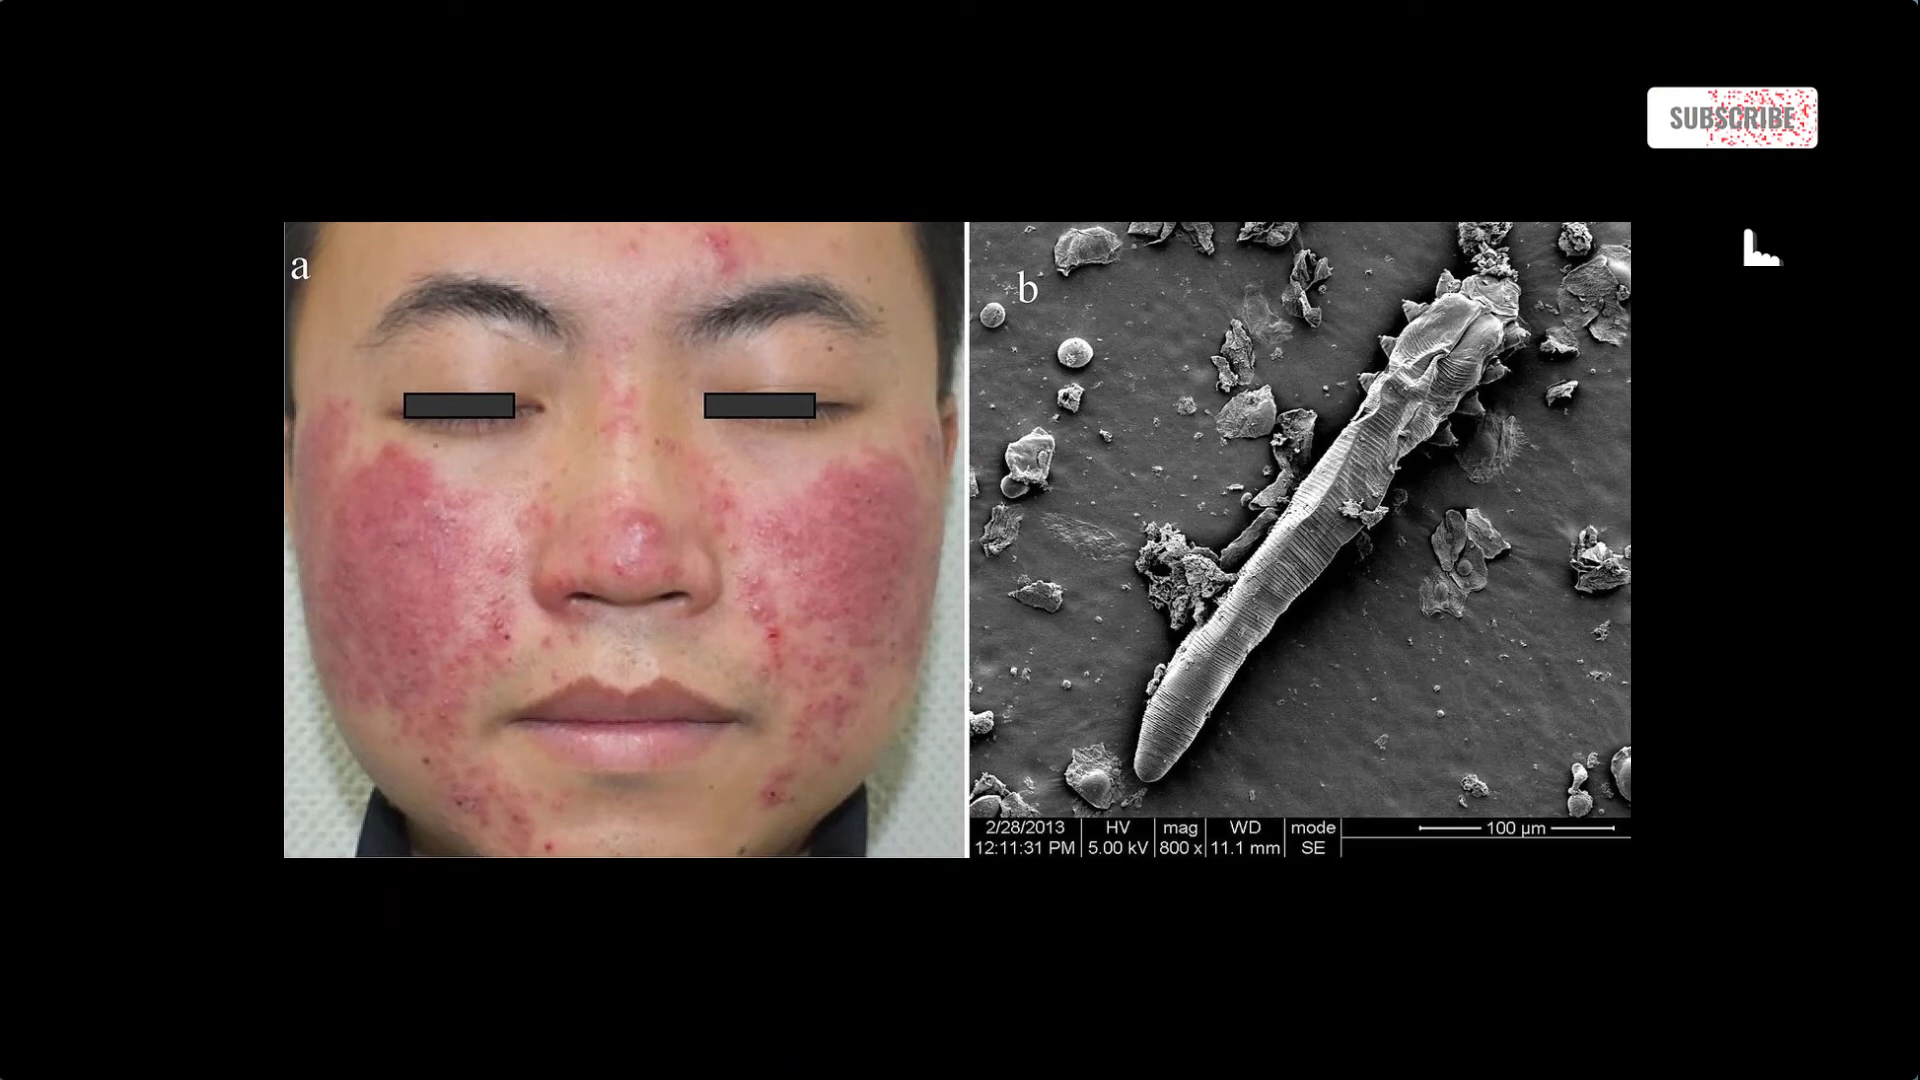 SUBSCRIBE
a
b
2/28/2013 HV mag WD mode 100 µm
12:11:31 PM 5.00 kV 800 x 11.1 mm SE